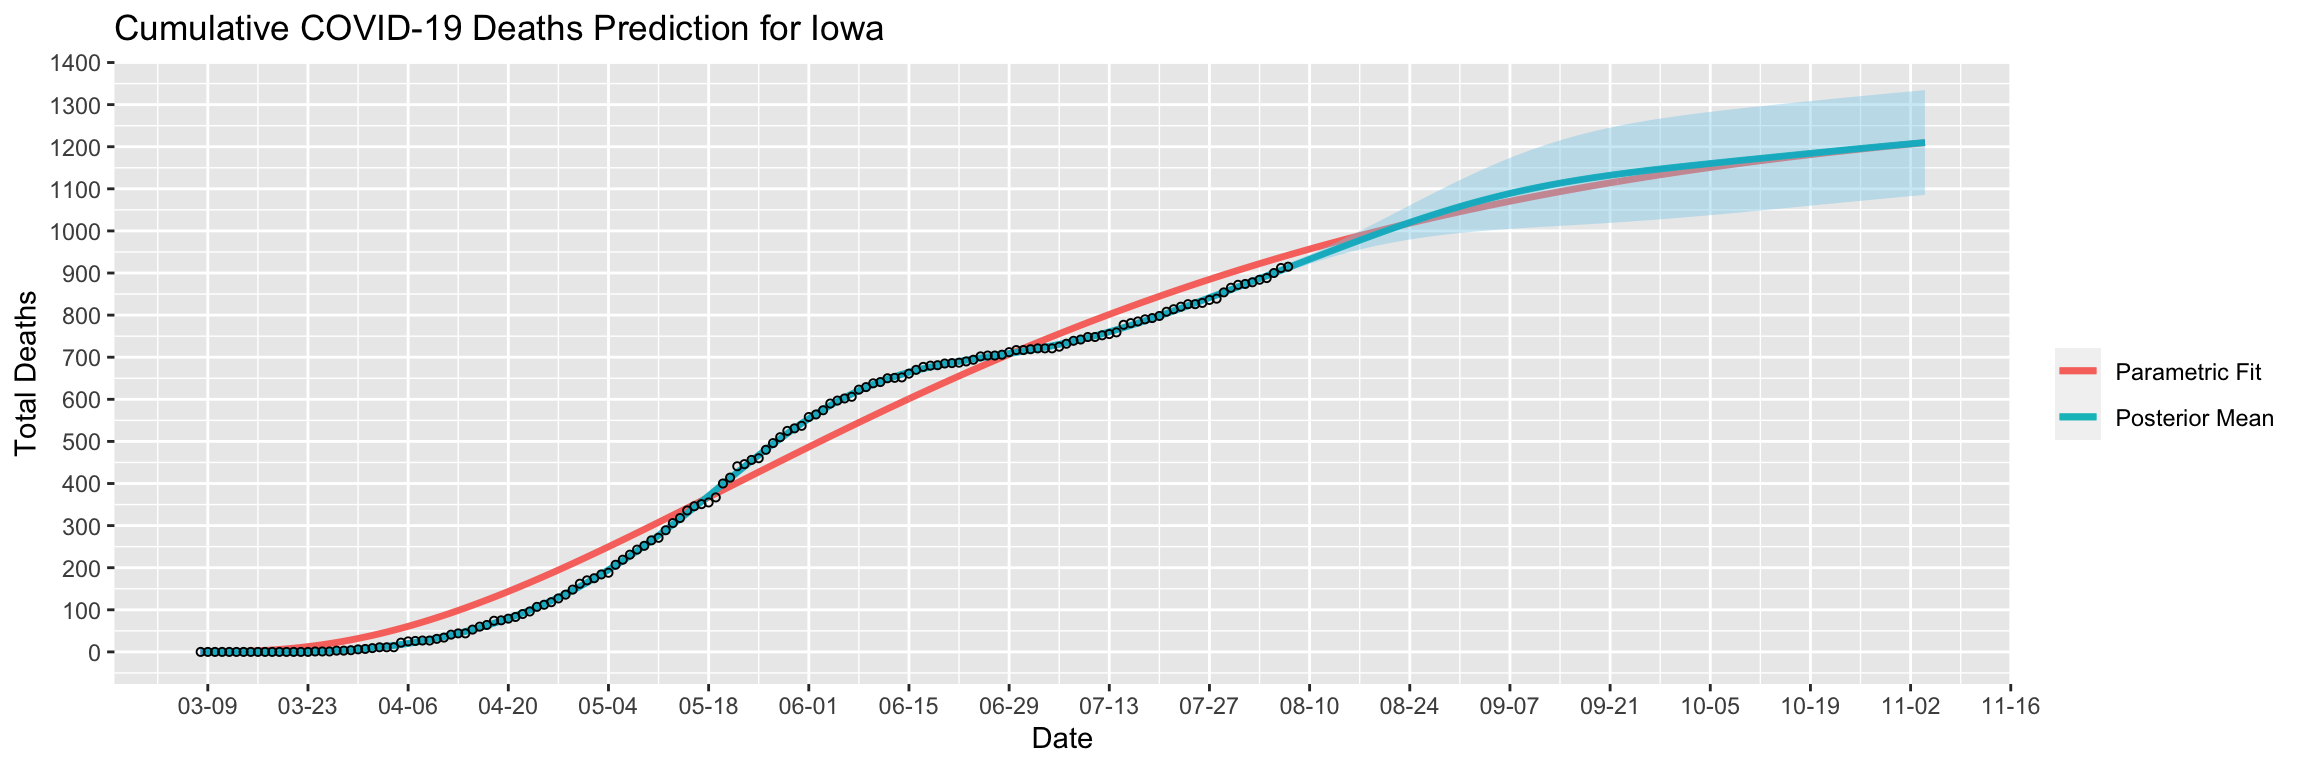 Cumulative COVID-19 Deaths Prediction for Iowa
1400
1300
1200
1100
1000
900
800
700
600
500
400
300
200
100
0
Total Deaths
03-09 03-23 04-06 04-20 05-04 05-18 06-01 06-15 06-29 07-13 07-27 08-10 08-24 09-07 09-21 10-05 10-19 11-02 11-16
Date
Parametric Fit
Posterior Mean